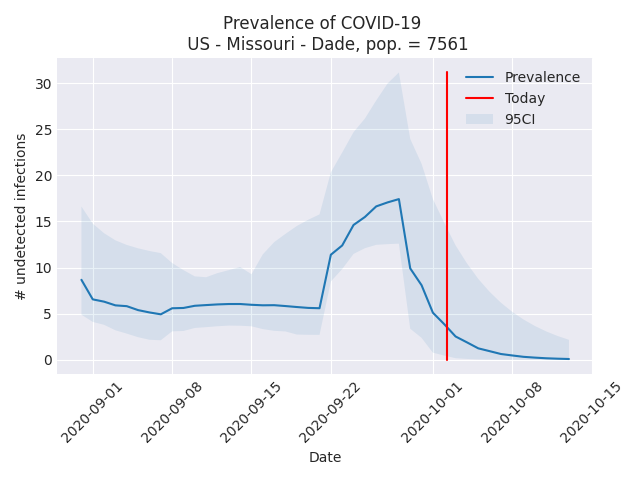 Prevalence of COVID-19
US - Missouri - Dade, pop. = 7561
Prevalence
Today
95CI
# undetected infections
30
25
20
15
10
5
0
2020-09-01
2020-09-08
2020-09-15
2020-09-22
2020-10-01
2020-10-08
2020-10-15
Date